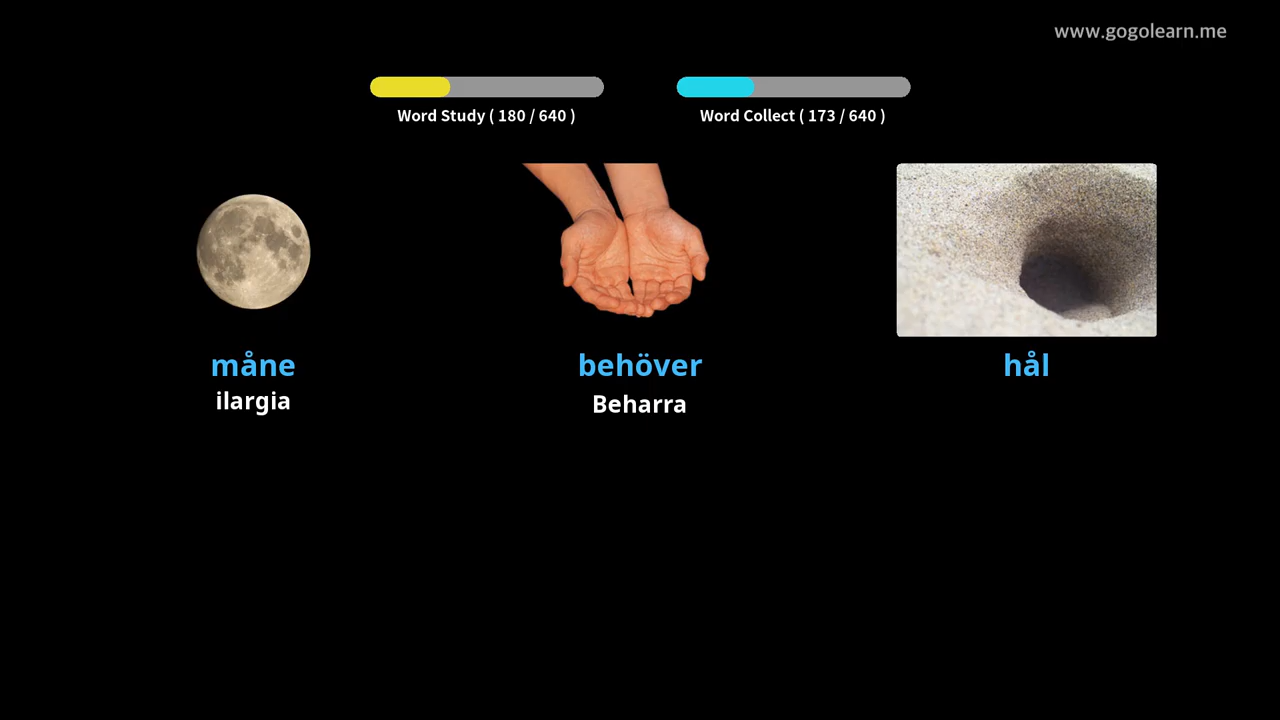 www.gogolearn.me
Word Study ( 180 / 640 )
Word Collect ( 173 / 640 )
måne
behöver
hål
ilargia
Beharra